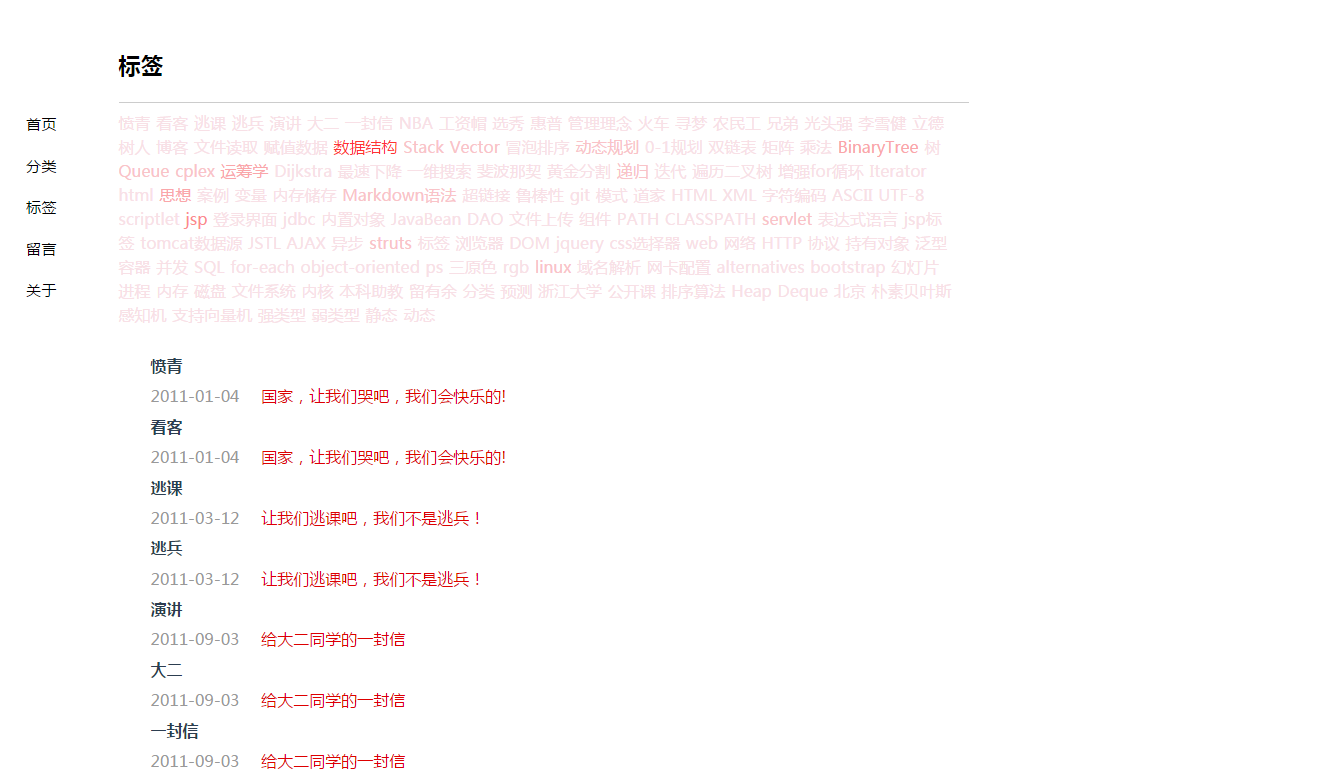 标签
首页
分类
标签
留言
关于
愤青 看客 逃课 逃兵 演讲 大二 一封信 NBA 工资帽 选秀 惠普 管理理念 火车 寻梦 农民工 兄弟 光头强 李雪健 立德
树人 博客 文件读取 赋值数据 数据结构 Stack Vector 冒泡排序 动态规划 0-1规划 双链表 矩阵 乘法 BinaryTree 树
Queue cplex 运筹学 Dijkstra 最速下降 一维搜索 斐波那契 黄金分割 递归 迭代 遍历二叉树 增强for循环 Iterator
html 思想 案例 变量 内存储存 Markdown语法 超链接 鲁棒性 git 模式 道家 HTML XML 字符编码 ASCII UTF-8
scriptlet jsp 登录界面 jdbc 内置对象 JavaBean DAO 文件上传 组件 PATH CLASSPATH servlet 表达式语言 jsp标
签 tomcat数据源 JSTL AJAX 异步 struts 标签 浏览器 DOM jquery css选择器 web 网络 HTTP 协议 持有对象 泛型
容器 并发 SQL for-each object-oriented ps 三原色 rgb linux 域名解析 网卡配置 alternatives bootstrap 幻灯片
进程 内存 磁盘 文件系统 内核 本科助教 留有余 分类 预测 浙江大学 公开课 排序算法 Heap Deque 北京 朴素贝叶斯
感知机 支持向量机 强类型 弱类型 静态 动态
愤青
2011-01-04 国家，让我们哭吧，我们会快乐的!
看客
2011-01-04 国家，让我们哭吧，我们会快乐的!
逃课
2011-03-12 让我们逃课吧，我们不是逃兵！
逃兵
2011-03-12 让我们逃课吧，我们不是逃兵！
演讲
2011-09-03 给大二同学的一封信
大二
2011-09-03 给大二同学的一封信
一封信
2011-09-03 给大二同学的一封信